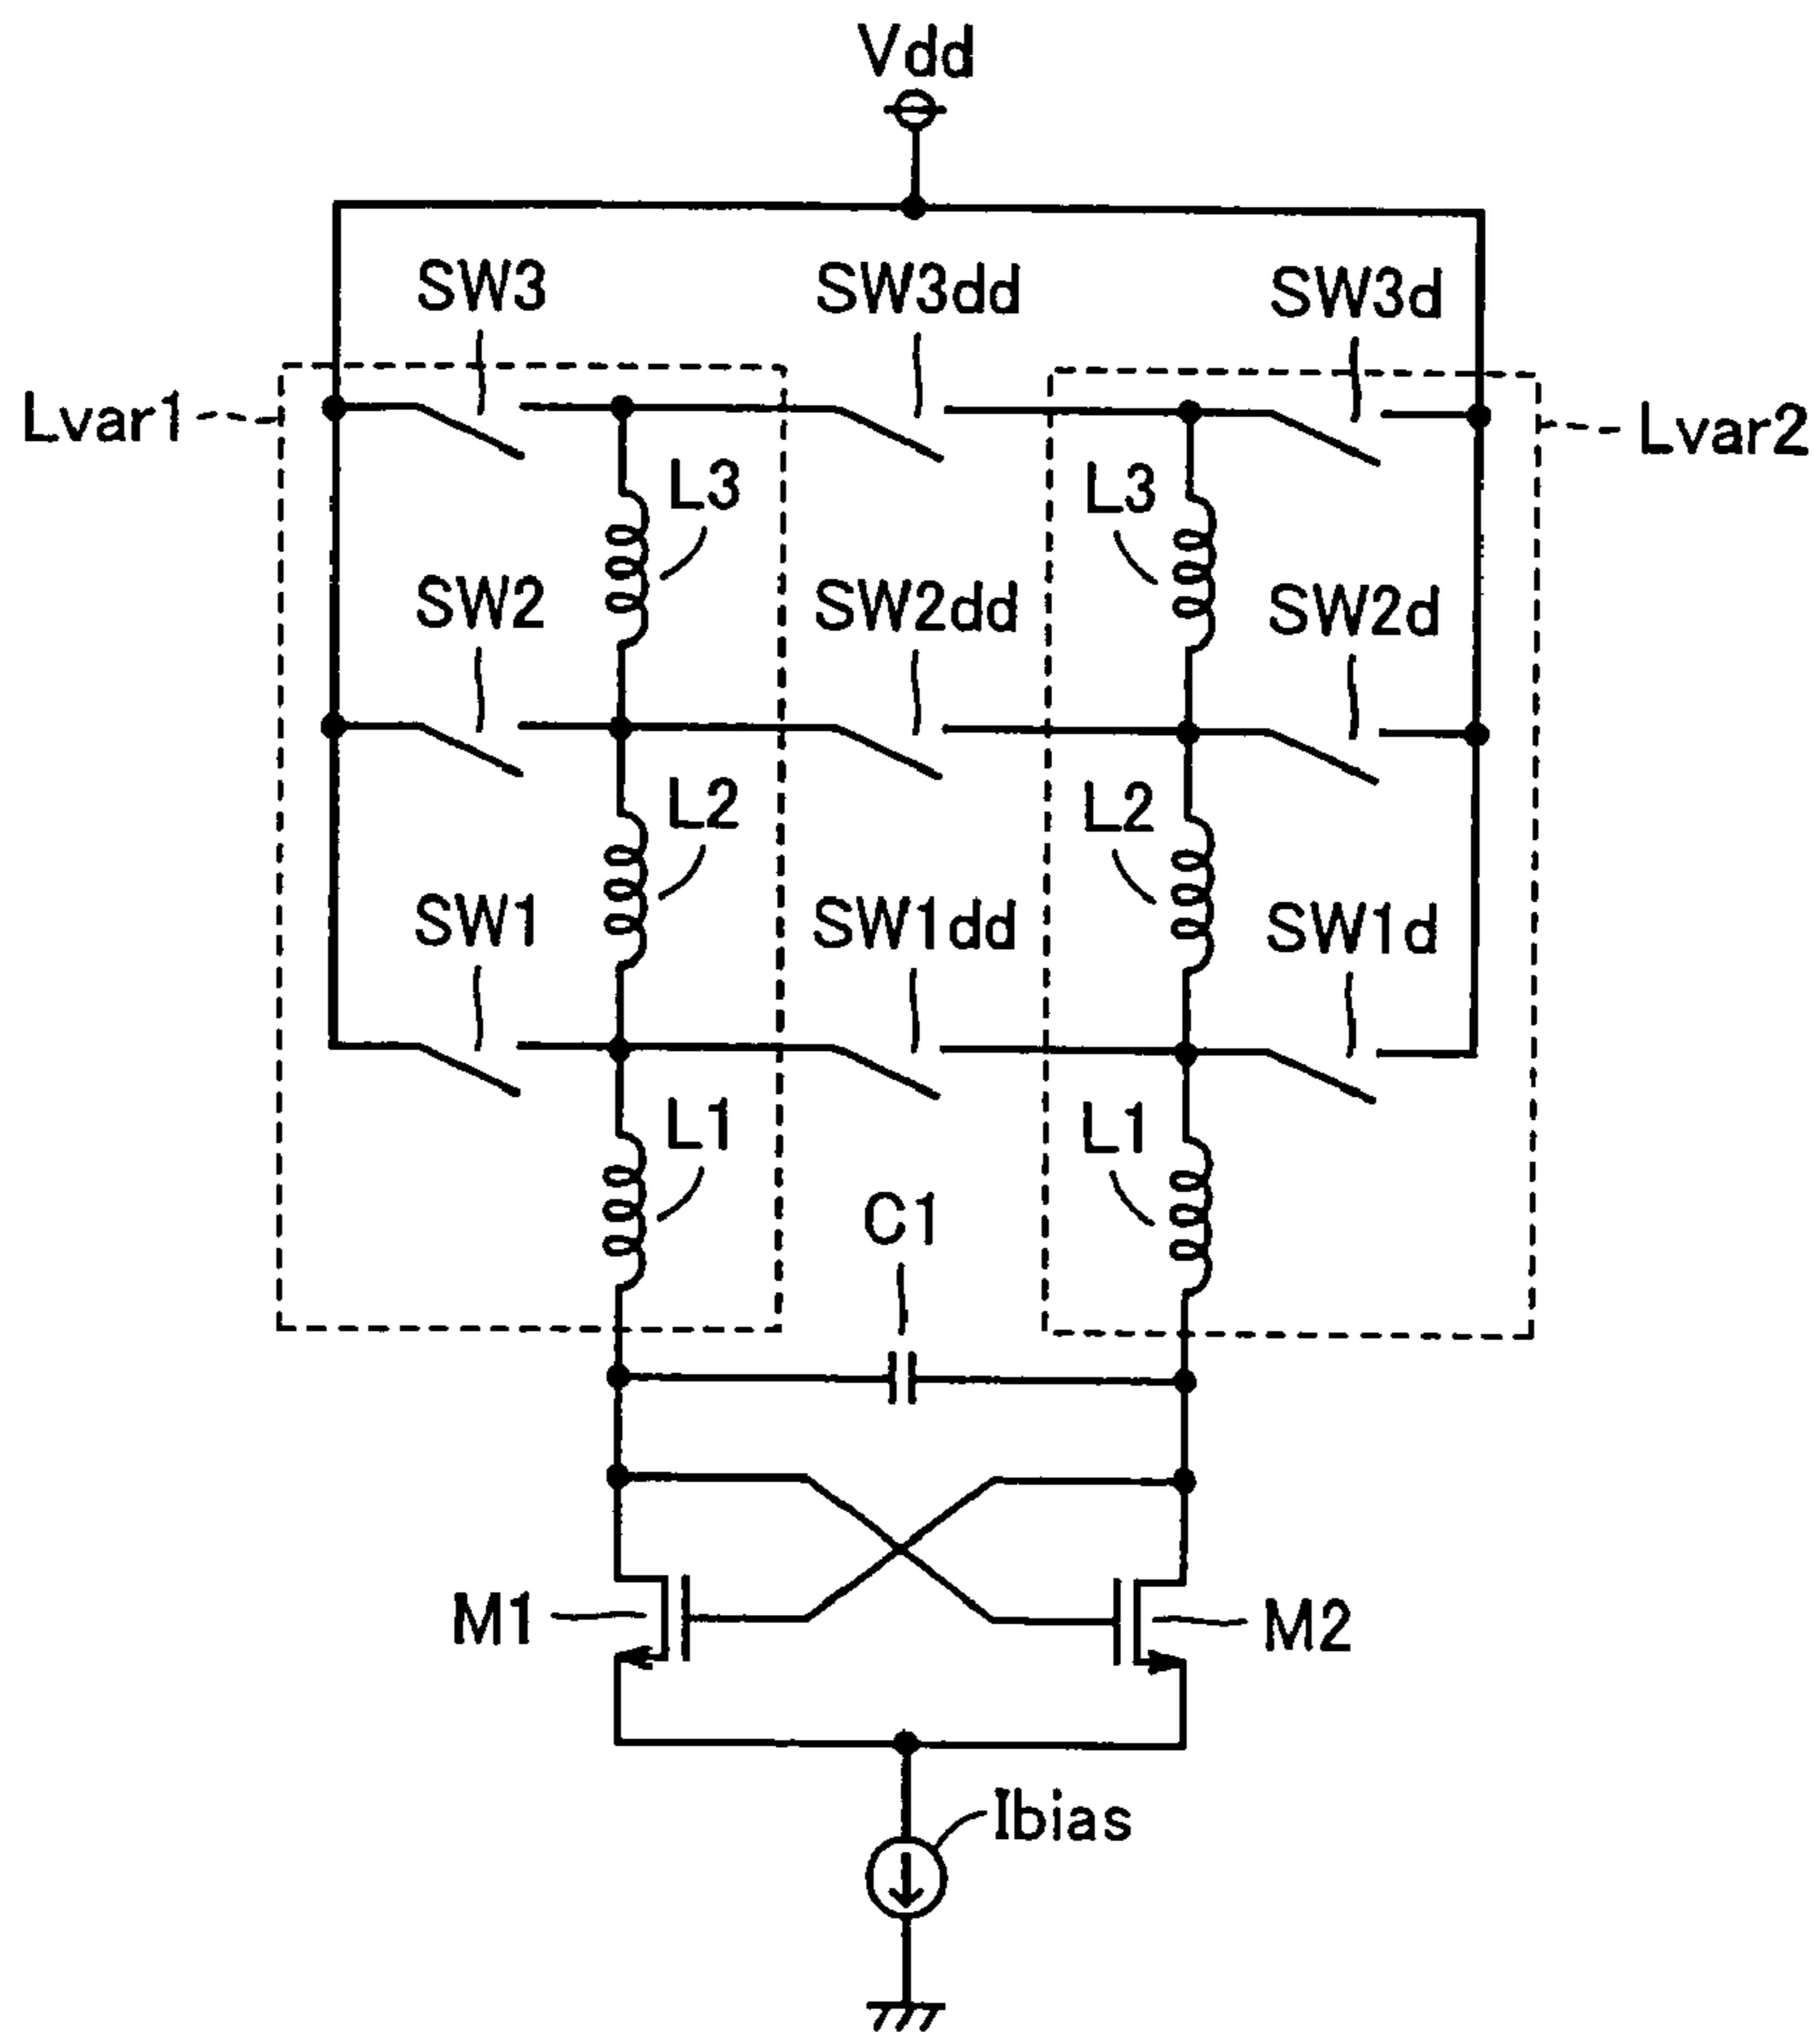 Vdd
SW3 SW3dd SW3d
Lvar1 Lvar2
L3 L3
SW2 SW2dd SW2d
L2 L2
SW1 SW1dd SW1d
L1 L1
C1
M1 M2
Ibias